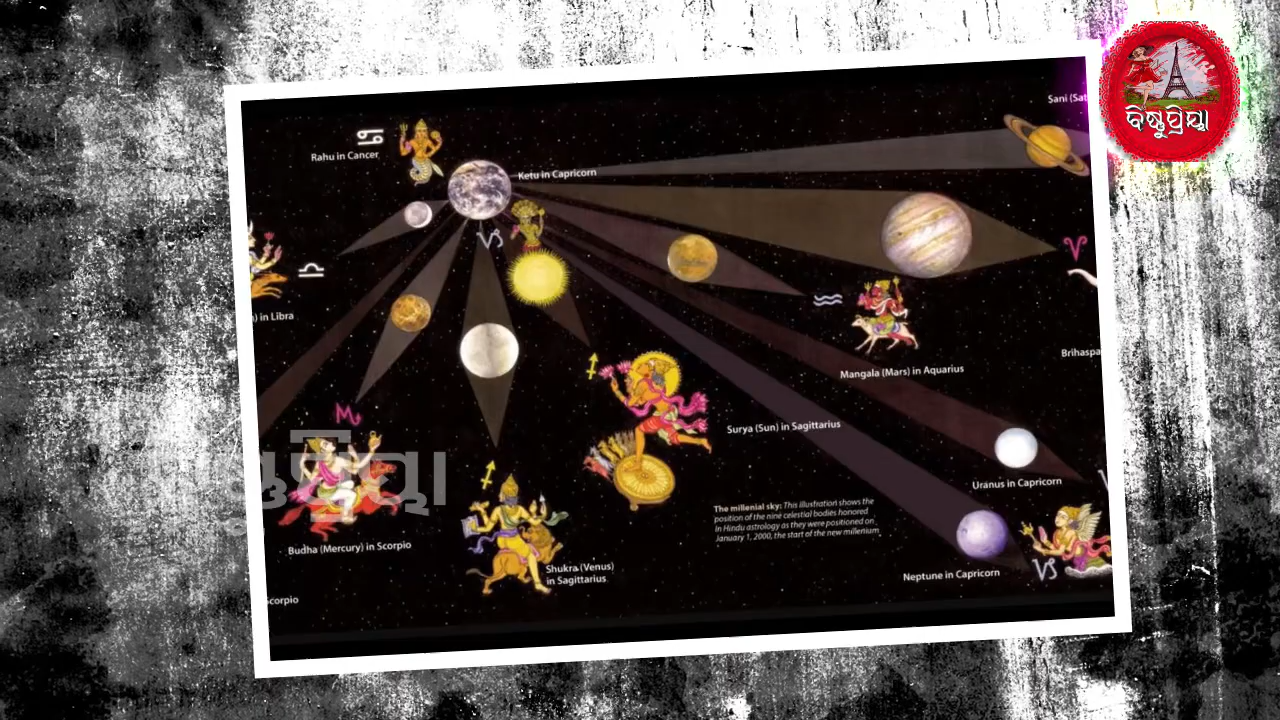 Sani (Sat
ବିଷ୍ଣୁପ୍ରିୟା
Rahu in Cancer
Ketu in Capricorn
) in Libra
Brihaspa
Mangala (Mars) in Aquarius
Surya (Sun) in Sagittarius
Uranus in Capricorn
The millenial sky: This illustration shows the
position of the nine celestial bodies honored
in Hindu astrology as they were positioned on
January 1, 2000, the start of the new millenium
Budha (Mercury) in Scorpio
Shukra (Venus)
in Sagittarius
Neptune in Capricorn
Scorpio